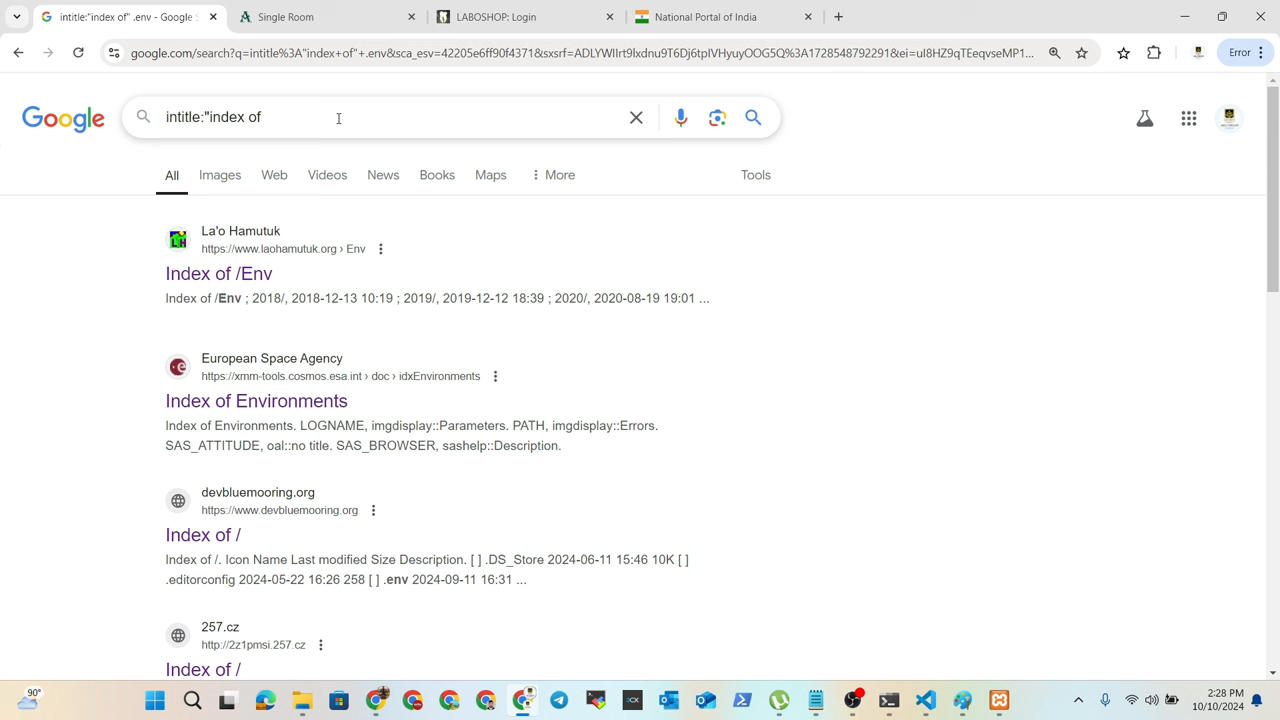 intitle:"index of" .env - Google S
Single Room
LABOSHOP: Login
National Portal of India
google.com/search?q=intitle%3A"index+of"+.env&sca_esv=42205e6ff90f4371&sxsrf=ADLYWIIrt9lxdnu9T6Dj6tpIVHyuyOOG5Q%3A1728548792291&ei=uI8HZ9qTEeqvseMP1...
Error
Google
intitle:"index of
All Images Web Videos News Books Maps More Tools
La'o Hamutuk
https://www.laohamutuk.org › Env
Index of /Env
Index of /Env ; 2018/, 2018-12-13 10:19 ; 2019/, 2019-12-12 18:39 ; 2020/, 2020-08-19 19:01 ...
European Space Agency
https://xmm-tools.cosmos.esa.int › doc › idxEnvironments
Index of Environments
Index of Environments. LOGNAME, imgdisplay::Parameters. PATH, imgdisplay::Errors.
SAS_ATTITUDE, oal::no title. SAS_BROWSER, sashelp::Description.
devbluemooring.org
https://www.devbluemooring.org
Index of /
Index of /. Icon Name Last modified Size Description. [ ] .DS_Store 2024-06-11 15:46 10K [ ]
.editorconfig 2024-05-22 16:26 258 [ ] .env 2024-09-11 16:31 ...
257.cz
http://2z1pmsi.257.cz
Index of /
90°
2:28 PM
10/10/2024